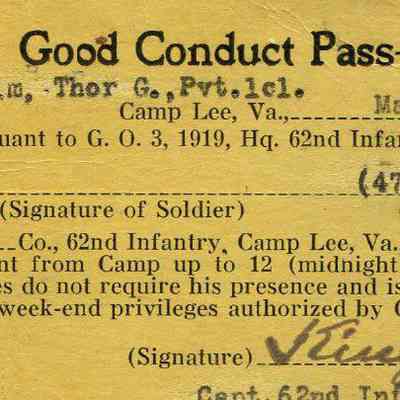 Good Conduct Pass-
m, Thor G., Pvt.1cl.
Camp Lee, Va., Ma
uant to G. O. 3, 1919, Hq. 62nd Infan
(47
(Signature of Soldier)
Co., 62nd Infantry, Camp Lee, Va.
nt from Camp up to 12 (midnight
es do not require his presence and is
week-end privileges authorized by
(Signature) King
Capt. 62nd Inf